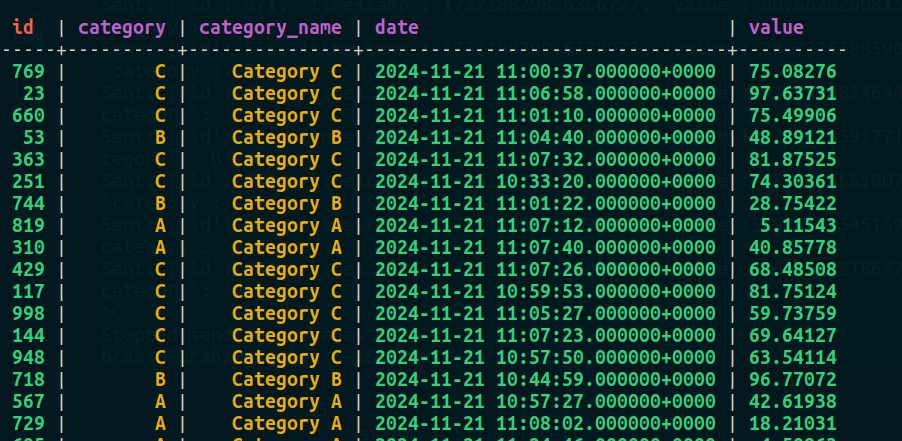 id | category | category_name | date | value
-----+----------+---------------+---------------------------------+----------
769 | C | Category C | 2024-11-21 11:00:37.000000+0000 | 75.08276
23 | C | Category C | 2024-11-21 11:06:58.000000+0000 | 97.63731
660 | C | Category C | 2024-11-21 11:01:10.000000+0000 | 75.49906
53 | B | Category B | 2024-11-21 11:04:40.000000+0000 | 48.89121
363 | C | Category C | 2024-11-21 11:07:32.000000+0000 | 81.87525
251 | C | Category C | 2024-11-21 10:33:20.000000+0000 | 74.30361
744 | B | Category B | 2024-11-21 11:01:22.000000+0000 | 28.75422
819 | A | Category A | 2024-11-21 11:07:12.000000+0000 | 5.11543
310 | A | Category A | 2024-11-21 11:07:40.000000+0000 | 40.85778
429 | C | Category C | 2024-11-21 11:07:26.000000+0000 | 68.48508
117 | C | Category C | 2024-11-21 10:59:53.000000+0000 | 81.75124
998 | C | Category C | 2024-11-21 11:05:27.000000+0000 | 59.73759
144 | C | Category C | 2024-11-21 11:07:23.000000+0000 | 69.64127
948 | C | Category C | 2024-11-21 10:57:50.000000+0000 | 63.54114
718 | B | Category B | 2024-11-21 10:44:59.000000+0000 | 96.77072
567 | A | Category A | 2024-11-21 10:57:27.000000+0000 | 42.61938
729 | A | Category A | 2024-11-21 11:08:02.000000+0000 | 18.21031